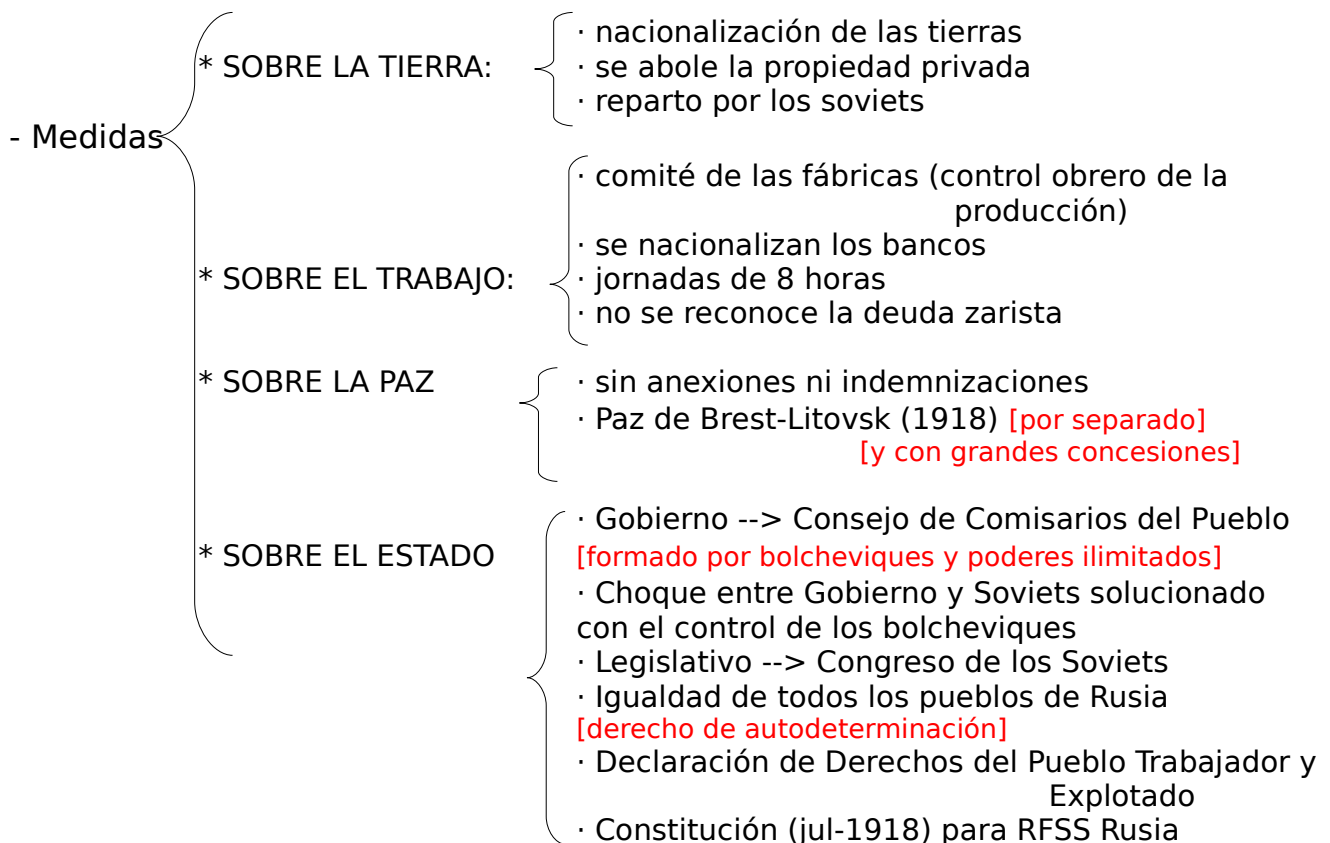 - Medidas
* SOBRE LA TIERRA:
· nacionalización de las tierras
· se abole la propiedad privada
· reparto por los soviets
* SOBRE EL TRABAJO:
· comité de las fábricas (control obrero de la
producción)
· se nacionalizan los bancos
· jornadas de 8 horas
· no se reconoce la deuda zarista
* SOBRE LA PAZ
· sin anexiones ni indemnizaciones
· Paz de Brest-Litovsk (1918) [por separado]
[y con grandes concesiones]
* SOBRE EL ESTADO
· Gobierno --> Consejo de Comisarios del Pueblo
[formado por bolcheviques y poderes ilimitados]
· Choque entre Gobierno y Soviets solucionado
con el control de los bolcheviques
· Legislativo --> Congreso de los Soviets
· Igualdad de todos los pueblos de Rusia
[derecho de autodeterminación]
· Declaración de Derechos del Pueblo Trabajador y
Explotado
· Constitución (jul-1918) para RFSS Rusia